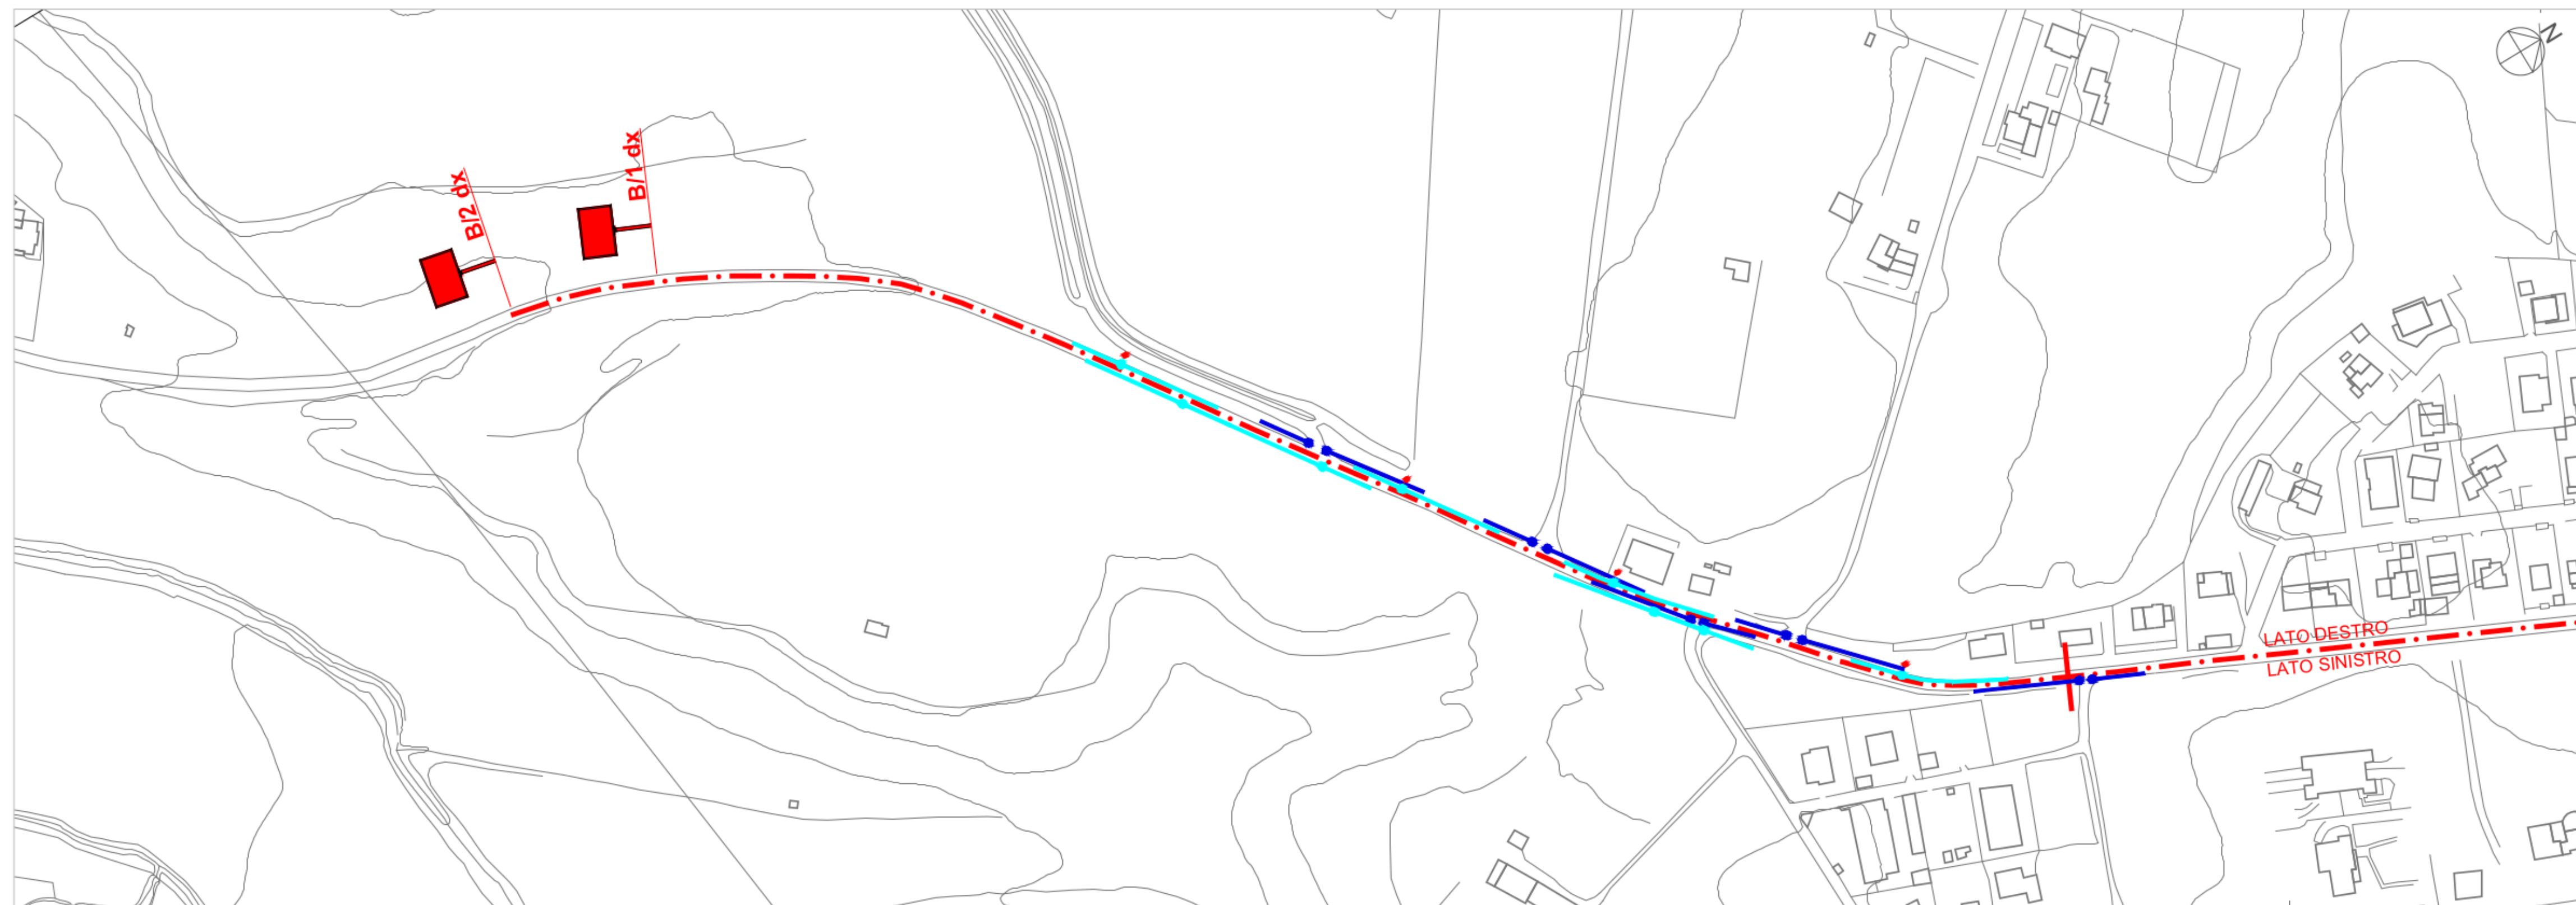 N
B/1 dx
B/2 dx
LATO DESTRO
LATO SINISTRO